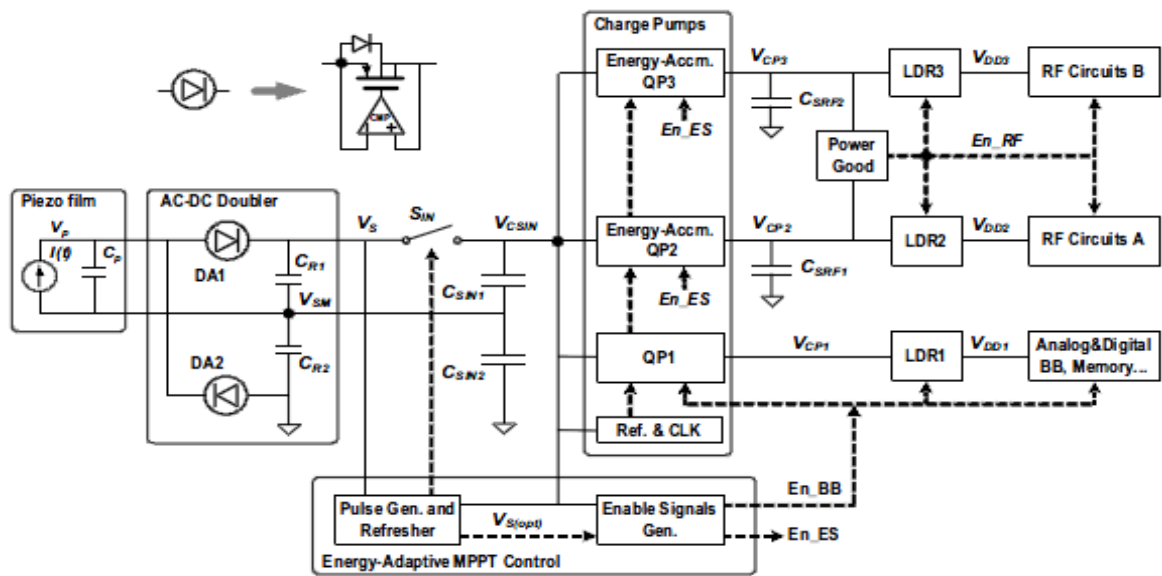 Charge Pumps
Energy-Accm.
QP3
V_CP3
LDR3
V_DD3
RF Circuits B
C_SRF2
En_ES
CMP
+
Power
Good
En_RF
Piezo film
AC-DC Doubler
V_P
I(t)
C_P
DA1
C_R1
V_S
S_IN
V_CSIN
Energy-Accm.
QP2
V_CP2
LDR2
V_DD2
RF Circuits A
C_SRF1
En_ES
V_SM
C_SIN1
DA2
C_R2
C_SIN2
QP1
V_CP1
LDR1
V_DD1
Analog&Digital
BB, Memory...
Ref. & CLK
En_BB
Pulse Gen. and
Refresher
V_S(opt)
Enable Signals
Gen.
En_ES
Energy-Adaptive MPPT Control